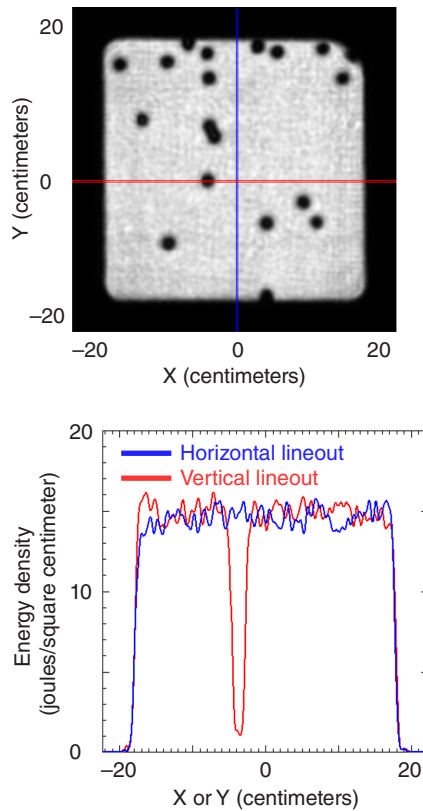 20
0
–20
Y (centimeters)
–20
0
20
X (centimeters)
20
10
0
Energy density
(joules/square centimeter)
Horizontal lineout
Vertical lineout
–20
0
20
X or Y (centimeters)